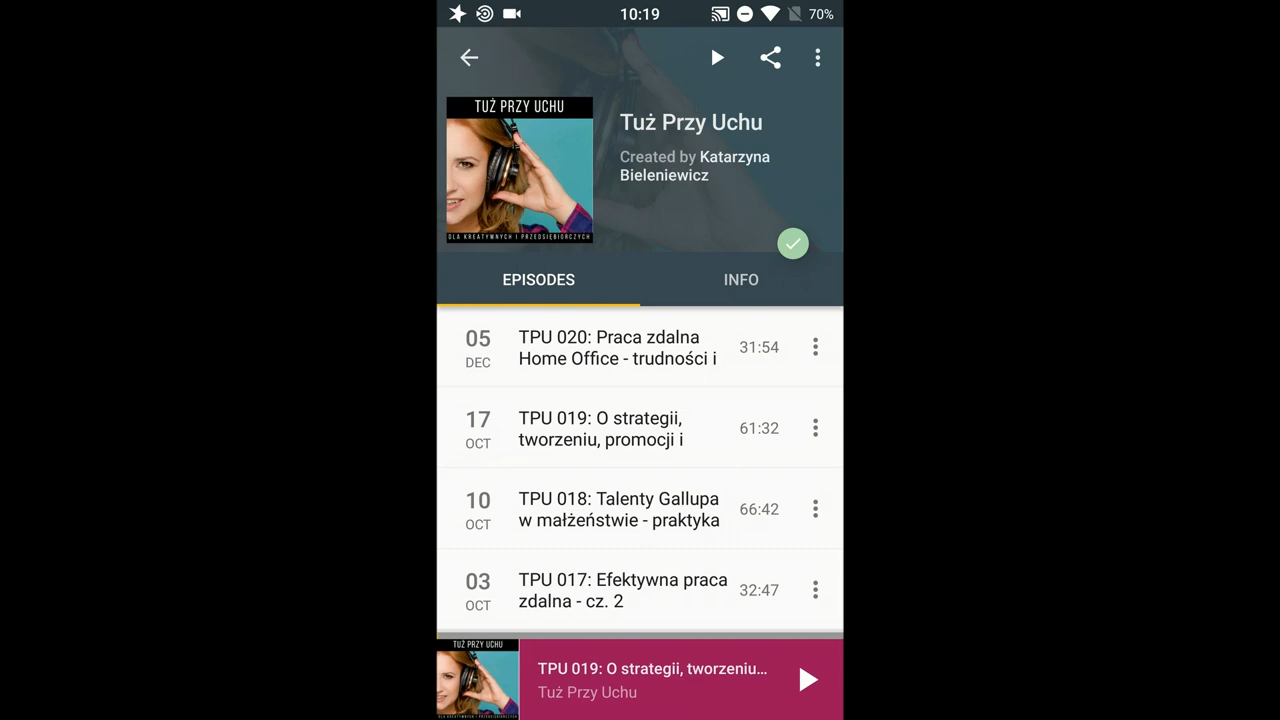 10:19
70%
TUŻ PRZY UCHU
DLA KREATYWNYCH I PRZEDSIĘBIORCZYCH
Tuż Przy Uchu
Created by Katarzyna
Bieleniewicz
EPISODES
INFO
05
DEC
TPU 020: Praca zdalna
Home Office - trudności i
31:54
17
OCT
TPU 019: O strategii,
tworzeniu, promocji i
61:32
10
OCT
TPU 018: Talenty Gallupa
w małżeństwie - praktyka
66:42
03
OCT
TPU 017: Efektywna praca
zdalna - cz. 2
32:47
TUŻ PRZY UCHU
TPU 019: O strategii, tworzeniu…
Tuż Przy Uchu